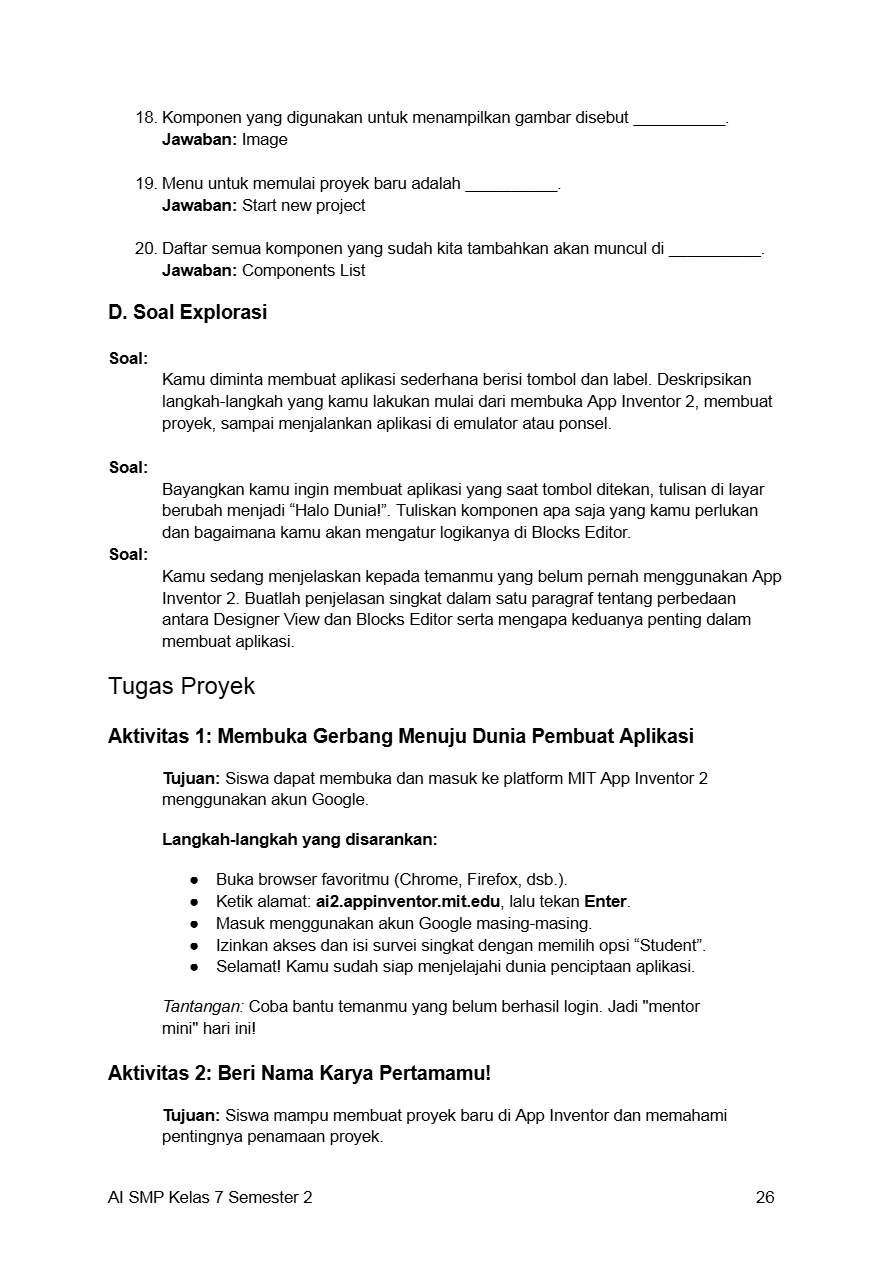 18. Komponen yang digunakan untuk menampilkan gambar disebut __________.
Jawaban: Image
19. Menu untuk memulai proyek baru adalah __________.
Jawaban: Start new project
20. Daftar semua komponen yang sudah kita tambahkan akan muncul di __________.
Jawaban: Components List
D. Soal Explorasi
Soal:
Kamu diminta membuat aplikasi sederhana berisi tombol dan label. Deskripsikan
langkah-langkah yang kamu lakukan mulai dari membuka App Inventor 2, membuat
proyek, sampai menjalankan aplikasi di emulator atau ponsel.
Soal:
Bayangkan kamu ingin membuat aplikasi yang saat tombol ditekan, tulisan di layar
berubah menjadi “Halo Dunia!”. Tuliskan komponen apa saja yang kamu perlukan
dan bagaimana kamu akan mengatur logikanya di Blocks Editor.
Soal:
Kamu sedang menjelaskan kepada temanmu yang belum pernah menggunakan App
Inventor 2. Buatlah penjelasan singkat dalam satu paragraf tentang perbedaan
antara Designer View dan Blocks Editor serta mengapa keduanya penting dalam
membuat aplikasi.
Tugas Proyek
Aktivitas 1: Membuka Gerbang Menuju Dunia Pembuat Aplikasi
Tujuan: Siswa dapat membuka dan masuk ke platform MIT App Inventor 2
menggunakan akun Google.
Langkah-langkah yang disarankan:
● Buka browser favoritmu (Chrome, Firefox, dsb.).
● Ketik alamat: ai2.appinventor.mit.edu, lalu tekan Enter.
● Masuk menggunakan akun Google masing-masing.
● Izinkan akses dan isi survei singkat dengan memilih opsi “Student”.
● Selamat! Kamu sudah siap menjelajahi dunia penciptaan aplikasi.
Tantangan: Coba bantu temanmu yang belum berhasil login. Jadi "mentor
mini" hari ini!
Aktivitas 2: Beri Nama Karya Pertamamu!
Tujuan: Siswa mampu membuat proyek baru di App Inventor dan memahami
pentingnya penamaan proyek.
AI SMP Kelas 7 Semester 2 26